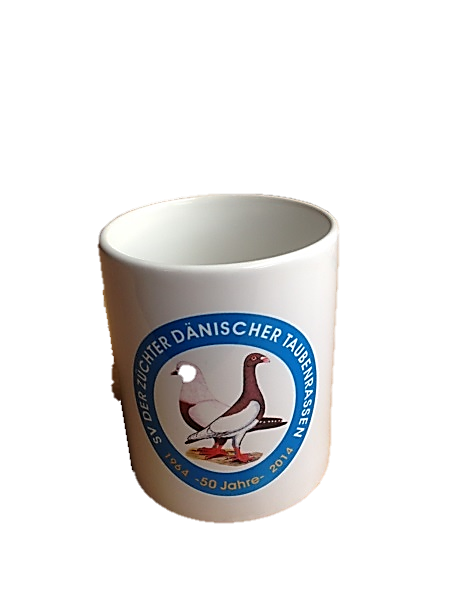 SV DER ZÜCHTER DÄNISCHER TAUBENRASSEN
1964 -50 Jahre- 2014